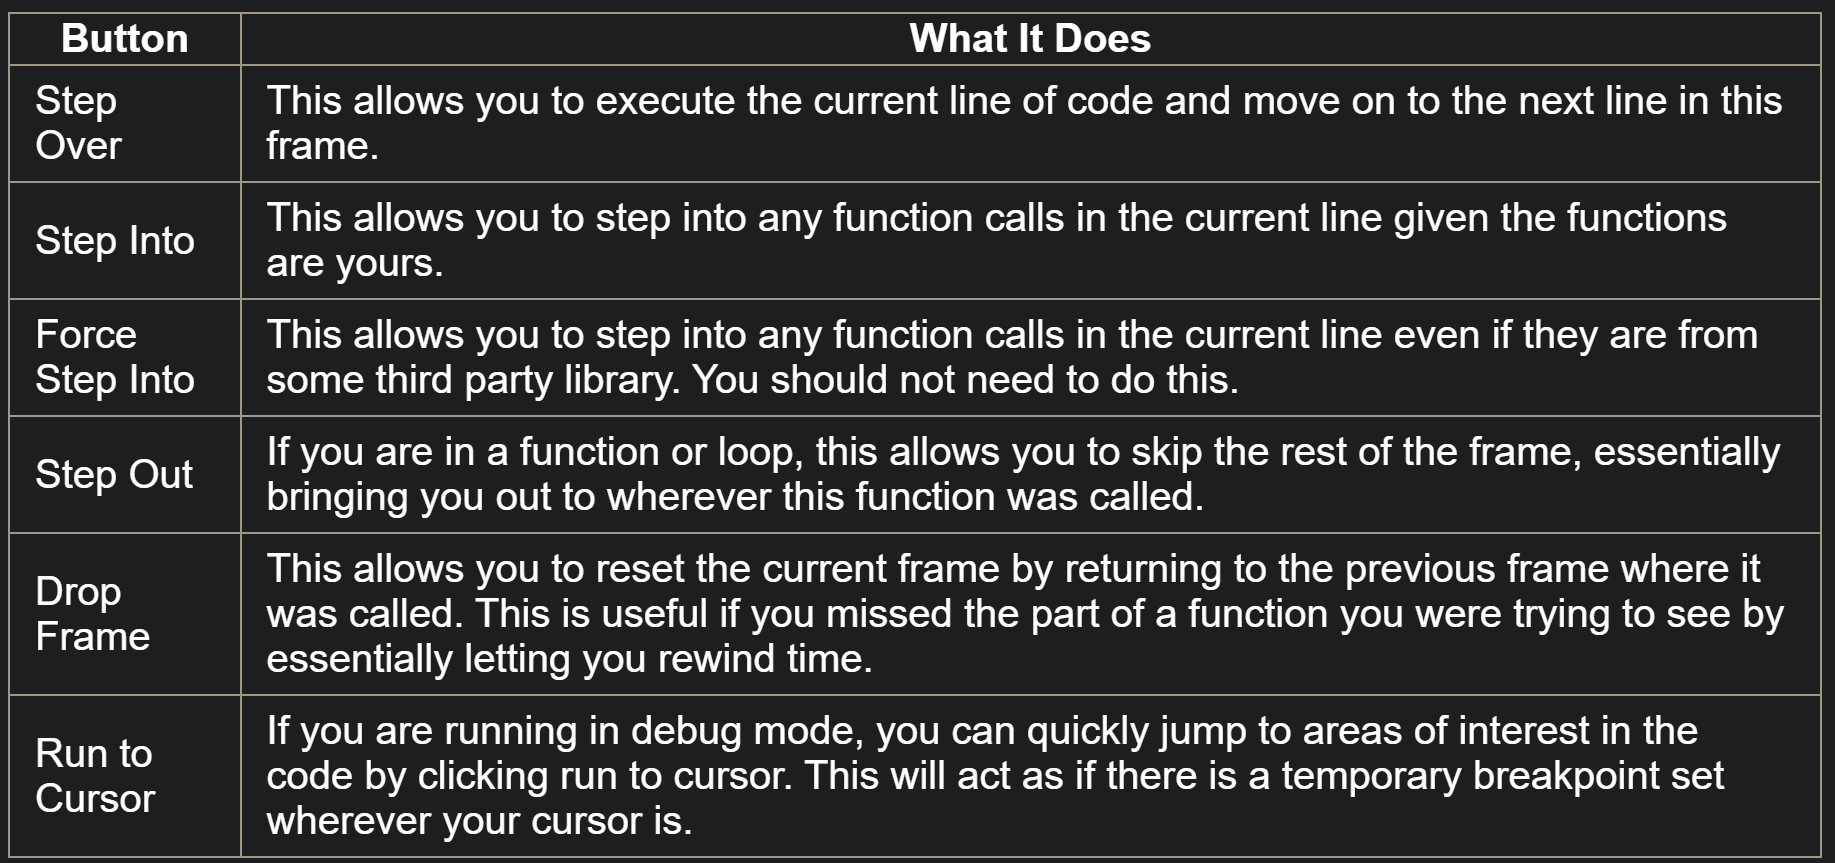 Button
What It Does
Step
Over
This allows you to execute the current line of code and move on to the next line in this
frame.
Step Into
This allows you to step into any function calls in the current line given the functions
are yours.
Force
Step Into
This allows you to step into any function calls in the current line even if they are from
some third party library. You should not need to do this.
Step Out
If you are in a function or loop, this allows you to skip the rest of the frame, essentially
bringing you out to wherever this function was called.
Drop
Frame
This allows you to reset the current frame by returning to the previous frame where it
was called. This is useful if you missed the part of a function you were trying to see by
essentially letting you rewind time.
Run to
Cursor
If you are running in debug mode, you can quickly jump to areas of interest in the
code by clicking run to cursor. This will act as if there is a temporary breakpoint set
wherever your cursor is.